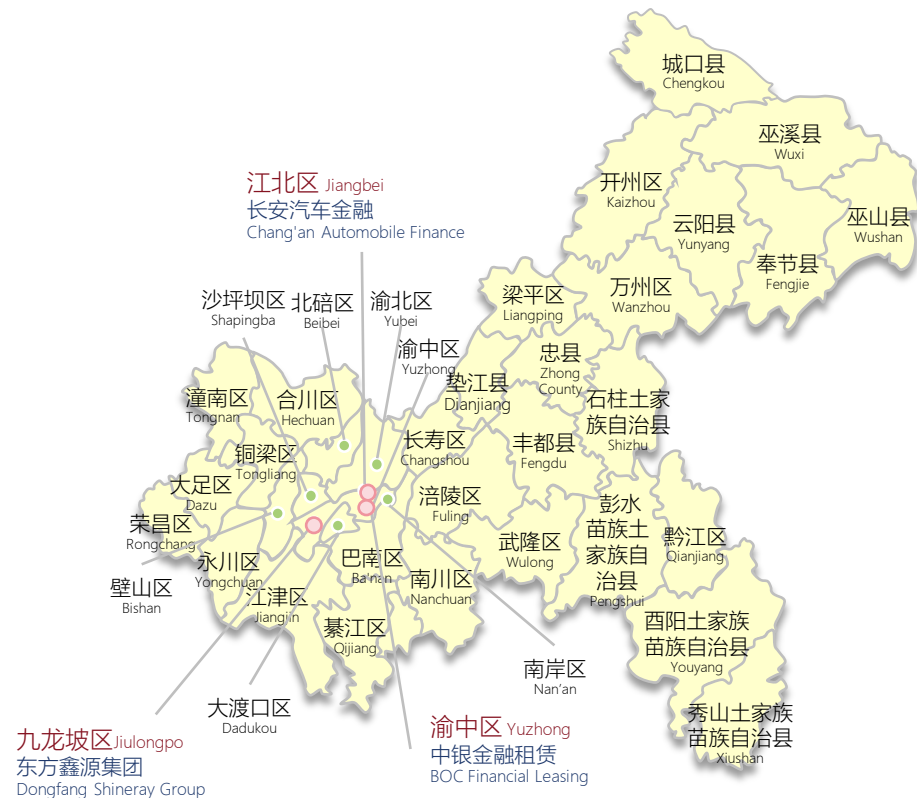 城口县
Chengkou
巫溪县
Wuxi
开州区
Kaizhou
云阳县
Yunyang
巫山县
Wushan
奉节县
Fengjie
江北区 Jiangbei
长安汽车金融
Chang'an Automobile Finance
沙坪坝区
Shapingba
北碚区
Beibei
渝北区
Yubei
渝中区
Yuzhong
梁平区
Liangping
万州区
Wanzhou
忠县
Zhong
County
垫江县
Dianjiang
石柱土家
族自治县
Shizhu
潼南区
Tongnan
合川区
Hechuan
长寿区
Changshou
丰都县
Fengdu
铜梁区
Tongliang
大足区
Dazu
涪陵区
Fuling
荣昌区
Rongchang
武隆区
Wulong
彭水
苗族土
家族自
治县
Pengshui
黔江区
Qianjiang
永川区
Yongchuan
巴南区
Ba'nan
南川区
Nanchuan
璧山区
Bishan
江津区
Jiangjin
綦江区
Qijiang
酉阳土家族
苗族自治县
Youyang
南岸区
Nan'an
大渡口区
Dadukou
秀山土家族
苗族自治县
Xiushan
九龙坡区Jiulongpo
东方鑫源集团
Dongfang Shineray Group
渝中区 Yuzhong
中银金融租赁
BOC Financial Leasing